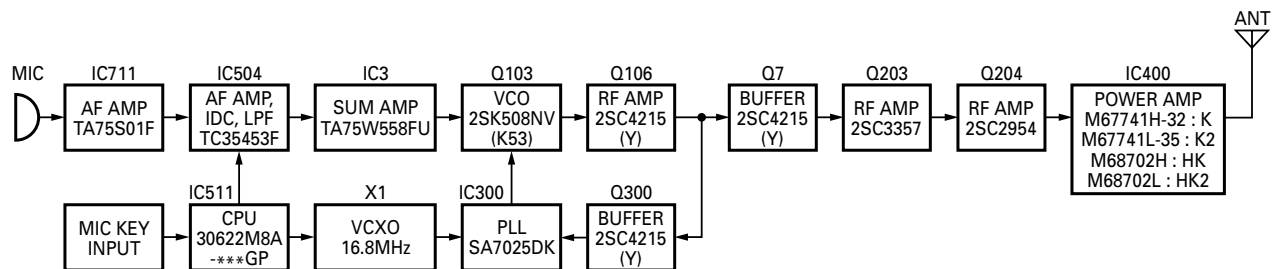 ANT
MIC
IC711
AF AMP
TA75S01F
IC504
AF AMP,
IDC, LPF
TC35453F
IC3
SUM AMP
TA75W558FU
Q103
VCO
2SK508NV
(K53)
Q106
RF AMP
2SC4215
(Y)
Q7
BUFFER
2SC4215
(Y)
Q203
RF AMP
2SC3357
Q204
RF AMP
2SC2954
IC400
POWER AMP
M67741H-32 : K
M67741L-35 : K2
M68702H : HK
M68702L : HK2
MIC KEY
INPUT
IC511
CPU
30622M8A
-***GP
X1
VCXO
16.8MHz
IC300
PLL
SA7025DK
Q300
BUFFER
2SC4215
(Y)